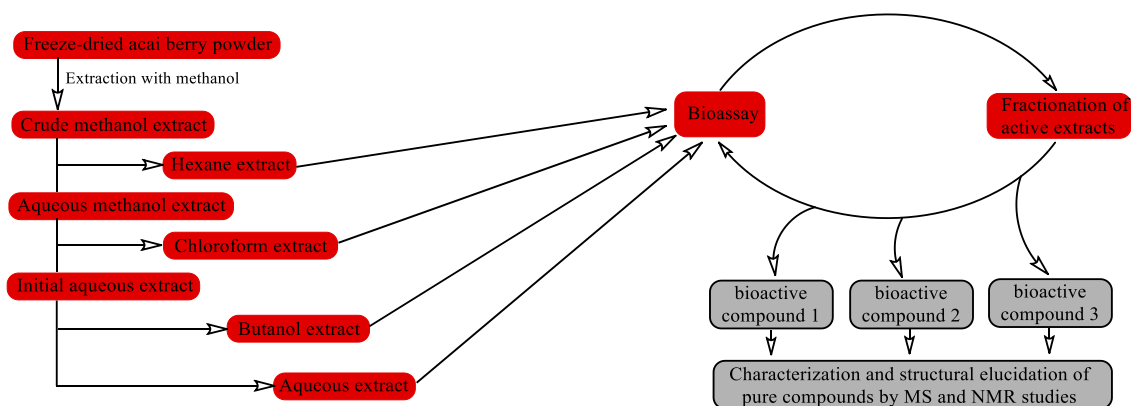 Freeze-dried acai berry powder
Extraction with methanol
Crude methanol extract
Hexane extract
Aqueous methanol extract
Chloroform extract
Initial aqueous extract
Butanol extract
Aqueous extract
Bioassay
Fractionation of
active extracts
bioactive
compound 1
bioactive
compound 2
bioactive
compound 3
Characterization and structural elucidation of
pure compounds by MS and NMR studies